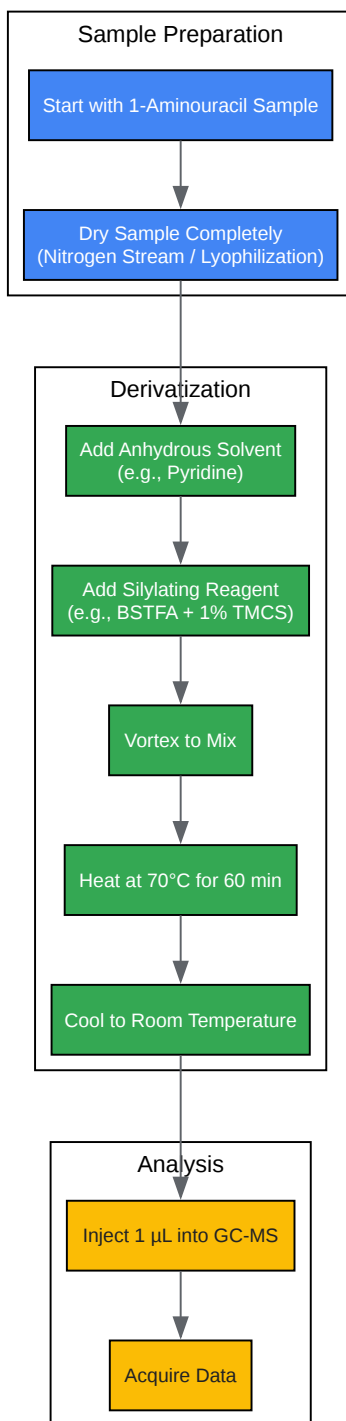 Sample Preparation
Start with 1-Aminouracil Sample
Dry Sample Completely
(Nitrogen Stream / Lyophilization)
Derivatization
Add Anhydrous Solvent
(e.g., Pyridine)
Add Silylating Reagent
(e.g., BSTFA + 1% TMCS)
Vortex to Mix
Heat at 70°C for 60 min
Cool to Room Temperature
Analysis
Inject 1 µL into GC-MS
Acquire Data